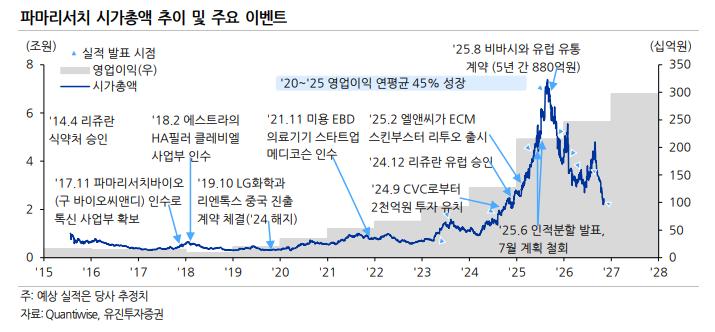 파마리서치 시가총액 추이 및 주요 이벤트
(조원)
(십억원)
실적 발표 시점
영업이익(우)
시가총액
'20~'25 영업이익 연평균 45% 성장
'25.8 비바시와 유럽 유통
계약 (5년 간 880억원)
'14.4 리쥬란
식약처 승인
'18.2 에스트라의
HA필러 클레비엘
사업부 인수
'21.11 미용 EBD
의료기기 스타트업
메디코슨 인수
'25.2 엘앤씨가 ECM
스킨부스터 리투오 출시
'24.12 리쥬란 유럽 승인
'17.11 파마리서치바이오
(구 바이오씨앤디) 인수로
톡신 사업부 확보
'19.10 LG화학과
리엔톡스 중국 진출
계약 체결('24.해지)
'24.9 CVC로부터
2천억원 투자 유치
'25.6 인적분할 발표,
7월 계획 철회
8
6
4
2
0
350
300
250
200
150
100
50
0
'15 '16 '17 '18 '19 '20 '21 '22 '23 '24 '25 '26 '27 '28
주: 예상 실적은 당사 추정치
자료: Quantiwise, 유진투자증권